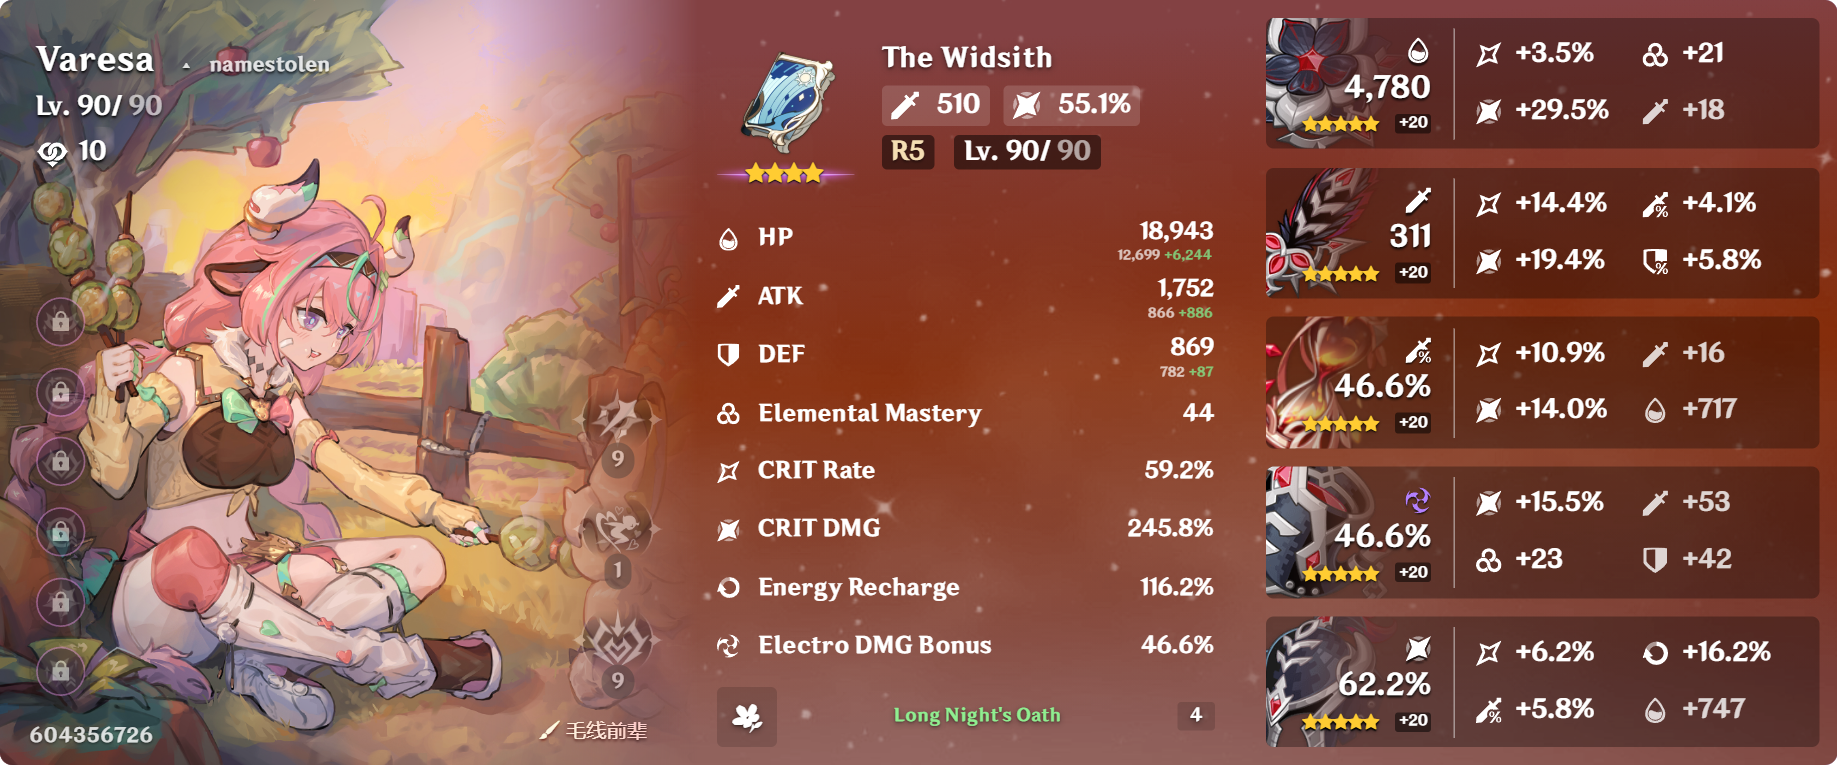 Varesa namestolen
Lv. 90/ 90
10
9
1
9
604356726
毛线前辈
The Widsith
510 55.1%
R5 Lv. 90/ 90
HP 18,943
12,699 +6,244
ATK 1,752
866 +886
DEF 869
782 +87
Elemental Mastery 44
CRIT Rate 59.2%
CRIT DMG 245.8%
Energy Recharge 116.2%
Electro DMG Bonus 46.6%
Long Night's Oath 4
4,780
+20
+3.5% +21
+29.5% +18
311
+20
+14.4% +4.1%
+19.4% +5.8%
46.6%
+20
+10.9% +16
+14.0% +717
46.6%
+20
+15.5% +53
+23 +42
62.2%
+20
+6.2% +16.2%
+5.8% +747